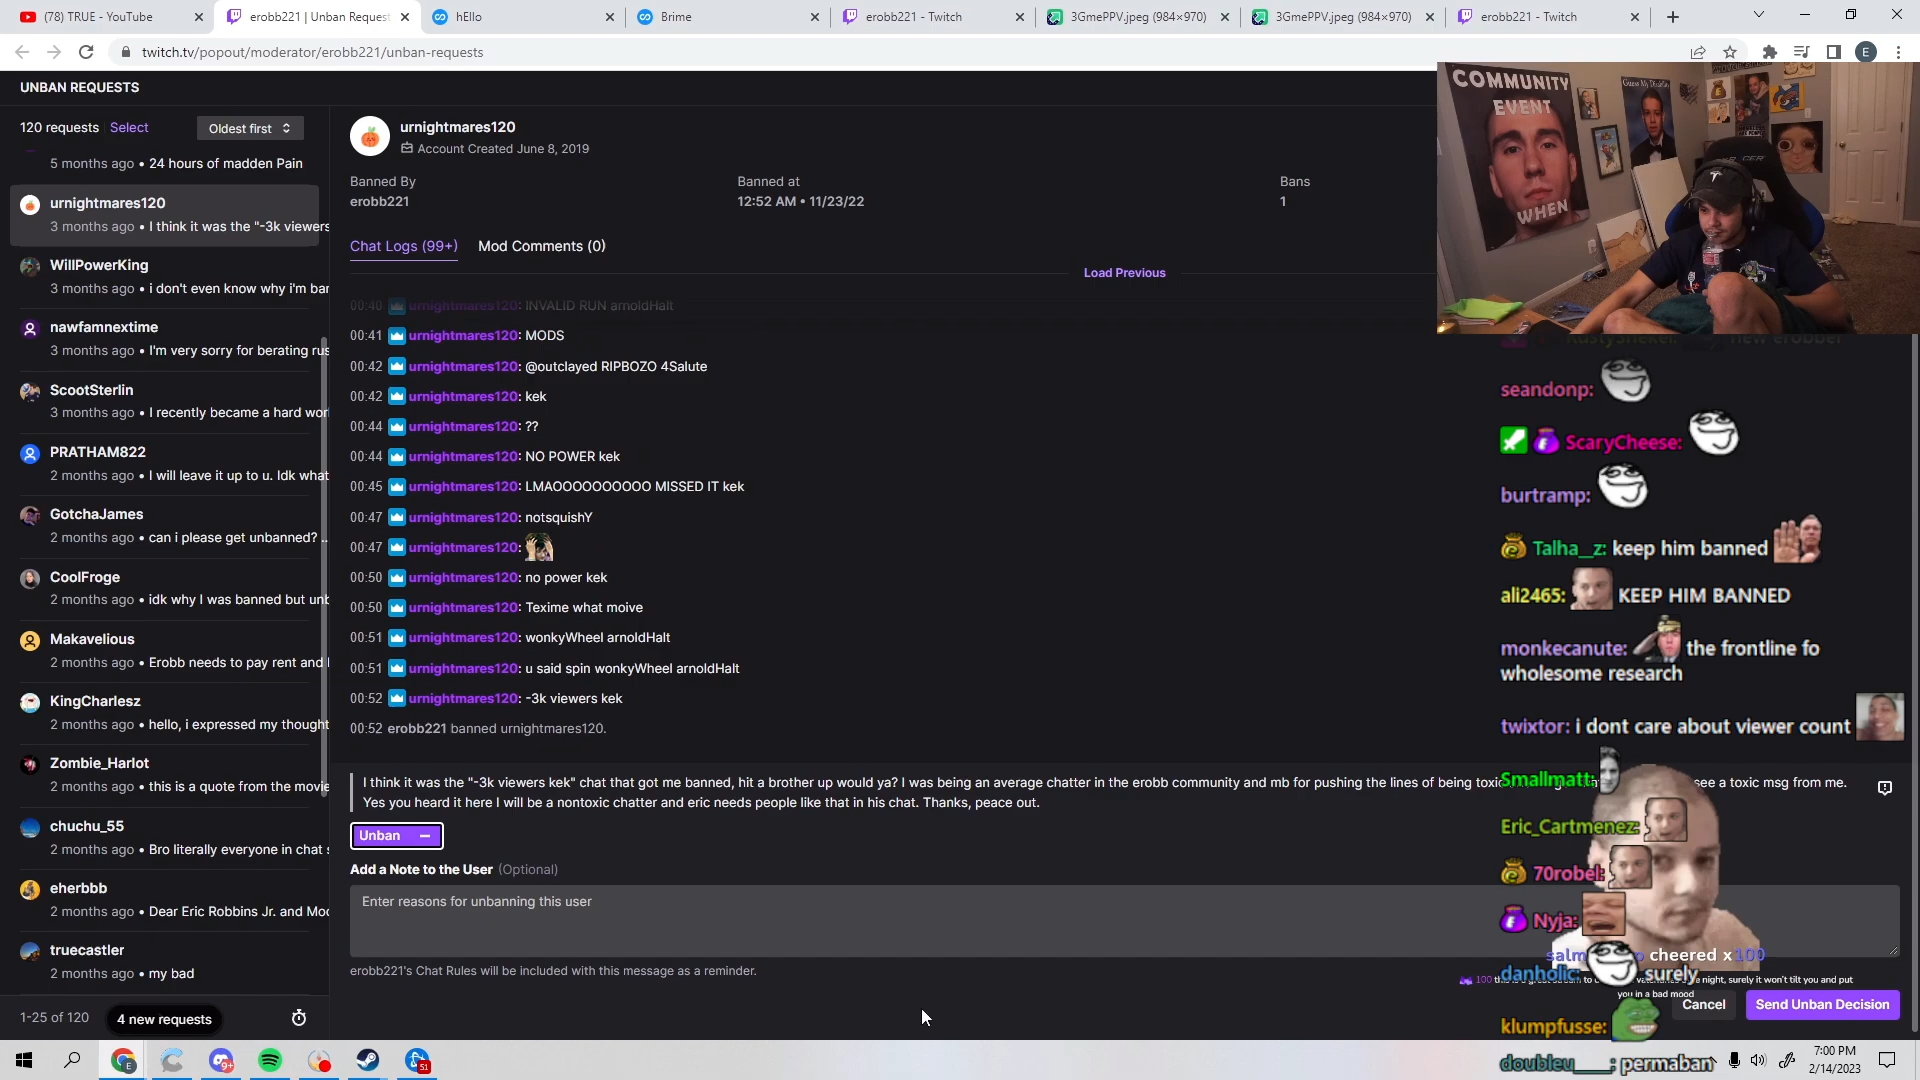 (78) TRUE - YouTube
erobb221 | Unban Request
hEllo
Brime
erobb221 - Twitch
3GmePPV.jpeg (984×970)
3GmePPV.jpeg (984×970)
erobb221 - Twitch
twitch.tv/popout/moderator/erobb221/unban-requests
E
UNBAN REQUESTS
120 requests Select
Oldest first
5 months ago • 24 hours of madden Pain
urnightmares120
3 months ago • I think it was the "-3k viewers
WillPowerKing
3 months ago • i don't even know why i'm bar
nawfamnextime
3 months ago • I'm very sorry for berating rus
ScootSterlin
3 months ago • I recently became a hard wor
PRATHAM822
2 months ago • I will leave it up to u. Idk what
GotchaJames
2 months ago • can i please get unbanned? ..
CoolFroge
2 months ago • idk why I was banned but unb
Makavelious
2 months ago • Erobb needs to pay rent and
KingCharlesz
2 months ago • hello, i expressed my thought
Zombie_Harlot
2 months ago • this is a quote from the movie
chuchu_55
2 months ago • Bro literally everyone in chat s
eherbbb
2 months ago • Dear Eric Robbins Jr. and Moc
truecastler
2 months ago • my bad
1-25 of 120
4 new requests
urnightmares120
Account Created June 8, 2019
Banned By
erobb221
Banned at
12:52 AM • 11/23/22
Bans
1
Chat Logs (99+)
Mod Comments (0)
Load Previous
00:40 urnightmares120: INVALID RUN arnoldHalt
00:41 urnightmares120: MODS
00:42 urnightmares120: @outclayed RIPBOZO 4Salute
00:42 urnightmares120: kek
00:44 urnightmares120: ??
00:44 urnightmares120: NO POWER kek
00:45 urnightmares120: LMAOOOOOOOOOO MISSED IT kek
00:47 urnightmares120: notsquishY
00:47 urnightmares120:
00:50 urnightmares120: no power kek
00:50 urnightmares120: Texime what moive
00:51 urnightmares120: wonkyWheel arnoldHalt
00:51 urnightmares120: u said spin wonkyWheel arnoldHalt
00:52 urnightmares120: -3k viewers kek
00:52 erobb221 banned urnightmares120.
I think it was the "-3k viewers kek" chat that got me banned, hit a brother up would ya? I was being an average chatter in the erobb community and mb for pushing the lines of being toxic see a toxic msg from me.
Yes you heard it here I will be a nontoxic chatter and eric needs people like that in his chat. Thanks, peace out.
Unban
Add a Note to the User (Optional)
Enter reasons for unbanning this user
erobb221's Chat Rules will be included with this message as a reminder.
Cancel
Send Unban Decision
COMMUNITY
EVENT
WHEN
Guess My Disability
new erobber
seandonp:
ScaryCheese:
burtramp:
Talha__z: keep him banned
ali2465: KEEP HIM BANNED
monkecanute: the frontline fo
wholesome research
twixtor: i dont care about viewer count
Smallmatt:
Eric_Cartmenez:
70robel:
Nyja:
cheered x100
danholic: surely
100
night, surely it won't tilt you and put
you in a bad mood
klumpfusse:
doubleu____: permaban
9+
51
7:00 PM
2/14/2023